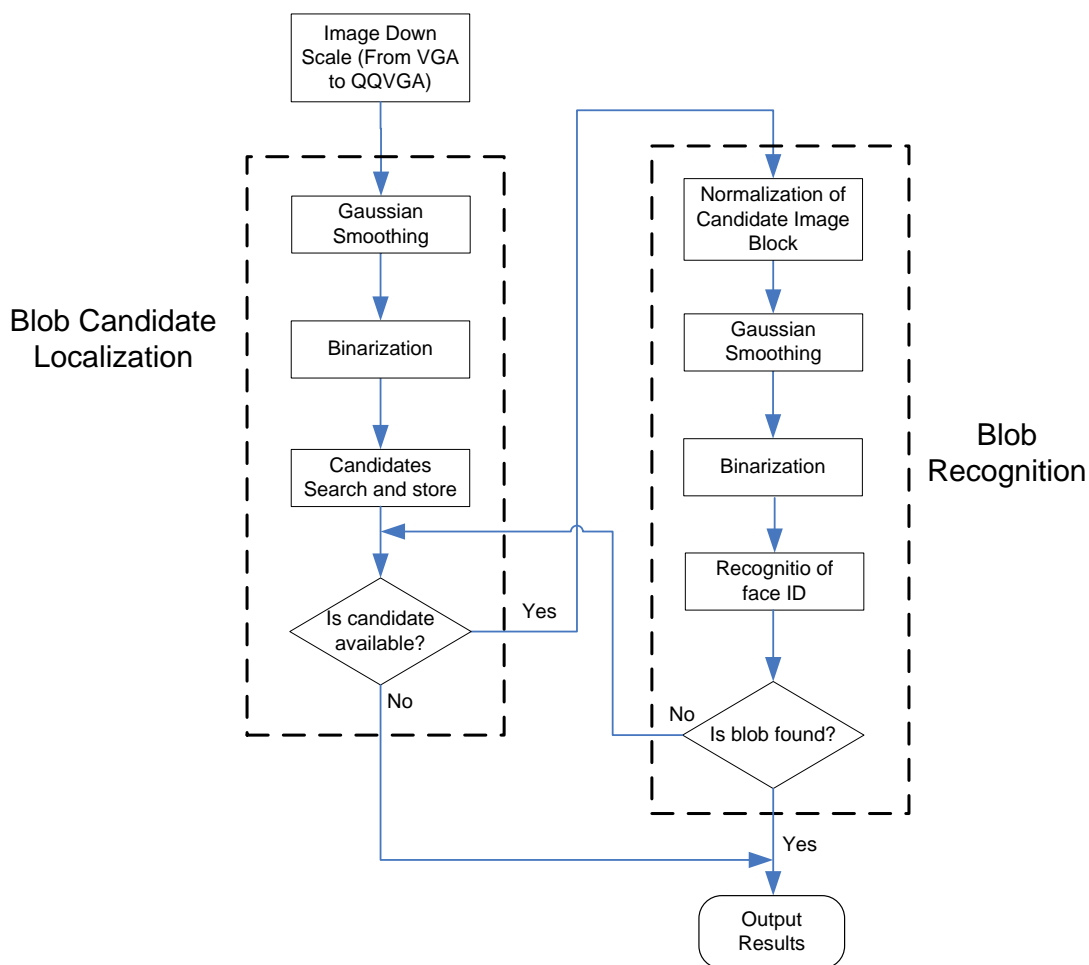 Image Down
Scale (From VGA
to QQVGA)
Blob Candidate
Localization
Gaussian
Smoothing
Binarization
Candidates
Search and store
Is candidate
available?
Yes
No
Normalization of
Candidate Image
Block
Gaussian
Smoothing
Binarization
Recognitio of
face ID
Is blob found?
No
Yes
Blob
Recognition
Output
Results